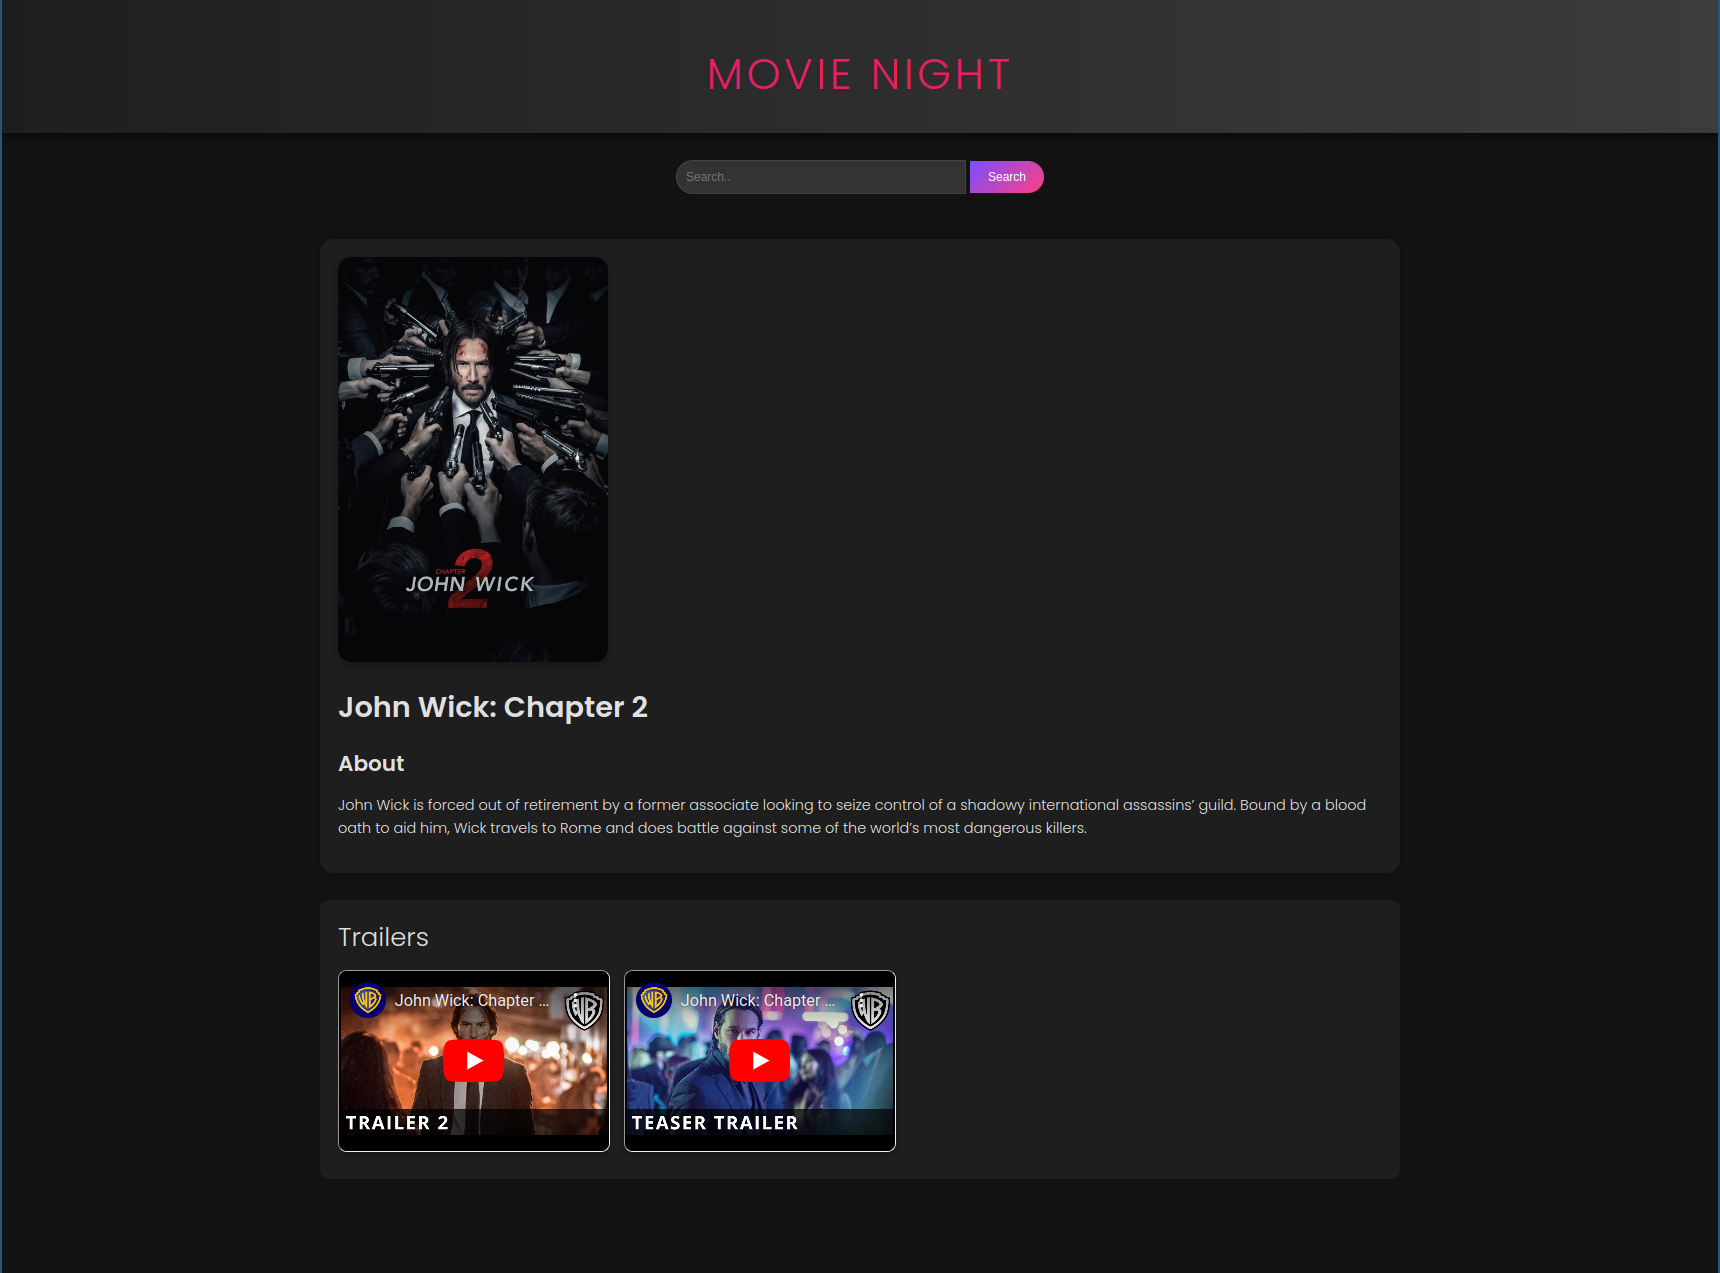 MOVIE NIGHT
Search..
Search
CHAPTER
2
JOHN WICK
John Wick: Chapter 2
About
John Wick is forced out of retirement by a former associate looking to seize control of a shadowy international assassins’ guild. Bound by a blood
oath to aid him, Wick travels to Rome and does battle against some of the world’s most dangerous killers.
Trailers
WB
John Wick: Chapter ...
WB
TRAILER 2
WB
John Wick: Chapter ...
WB
TEASER TRAILER